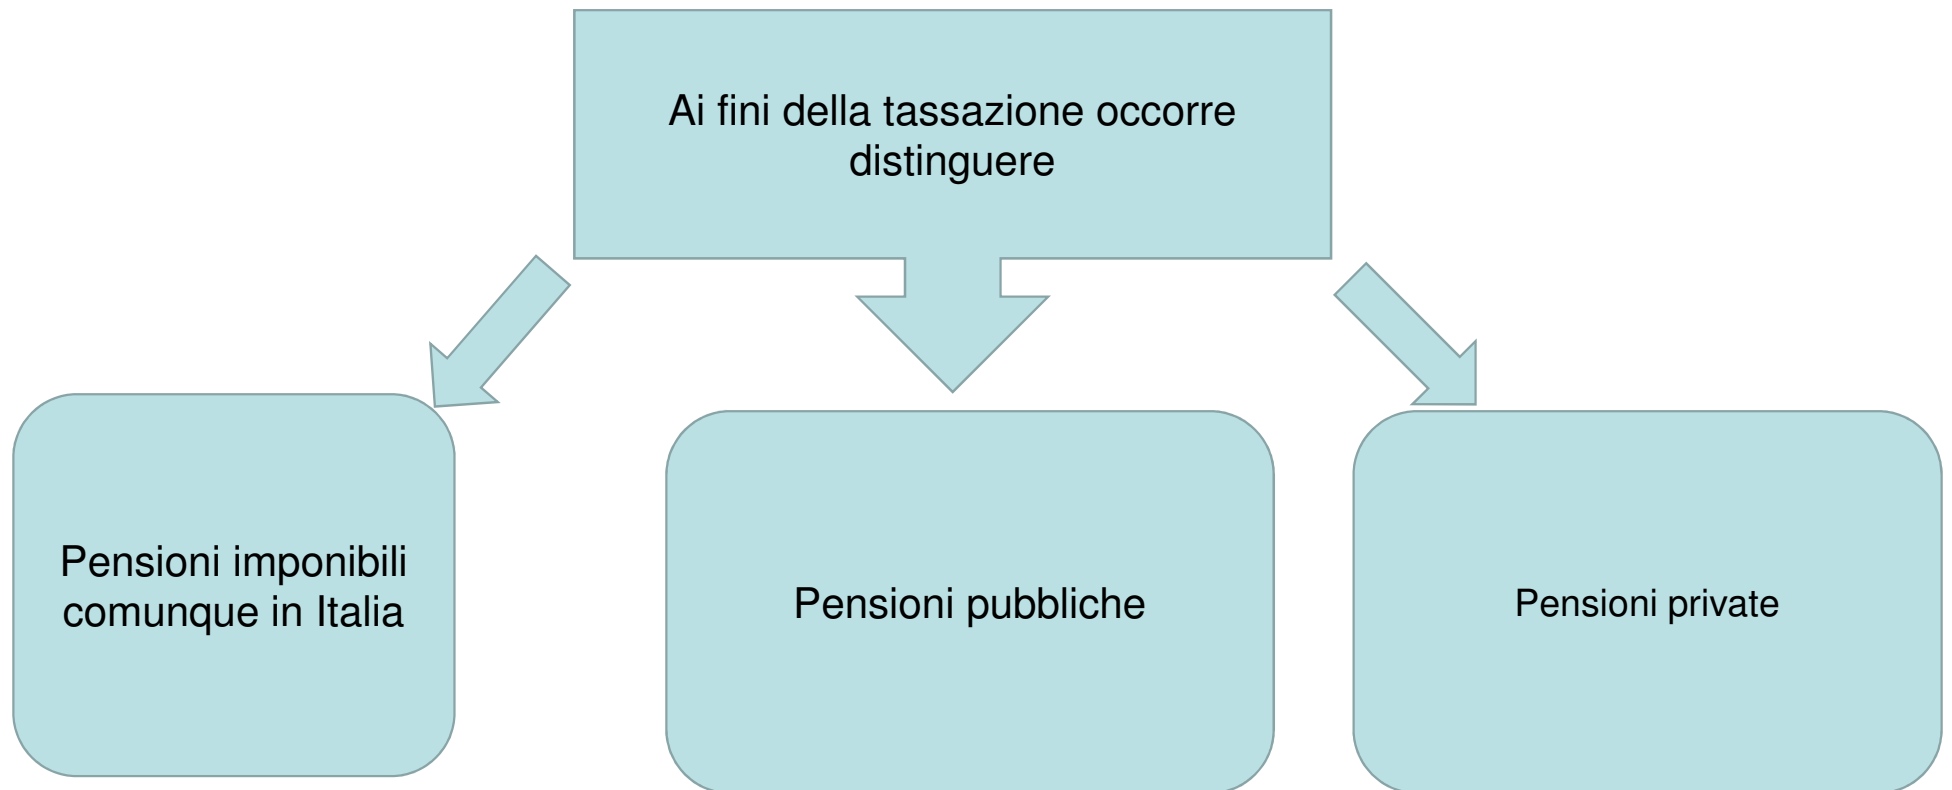 Ai fini della tassazione occorre
distinguere
Pensioni imponibili
comunque in Italia
Pensioni pubbliche
Pensioni private